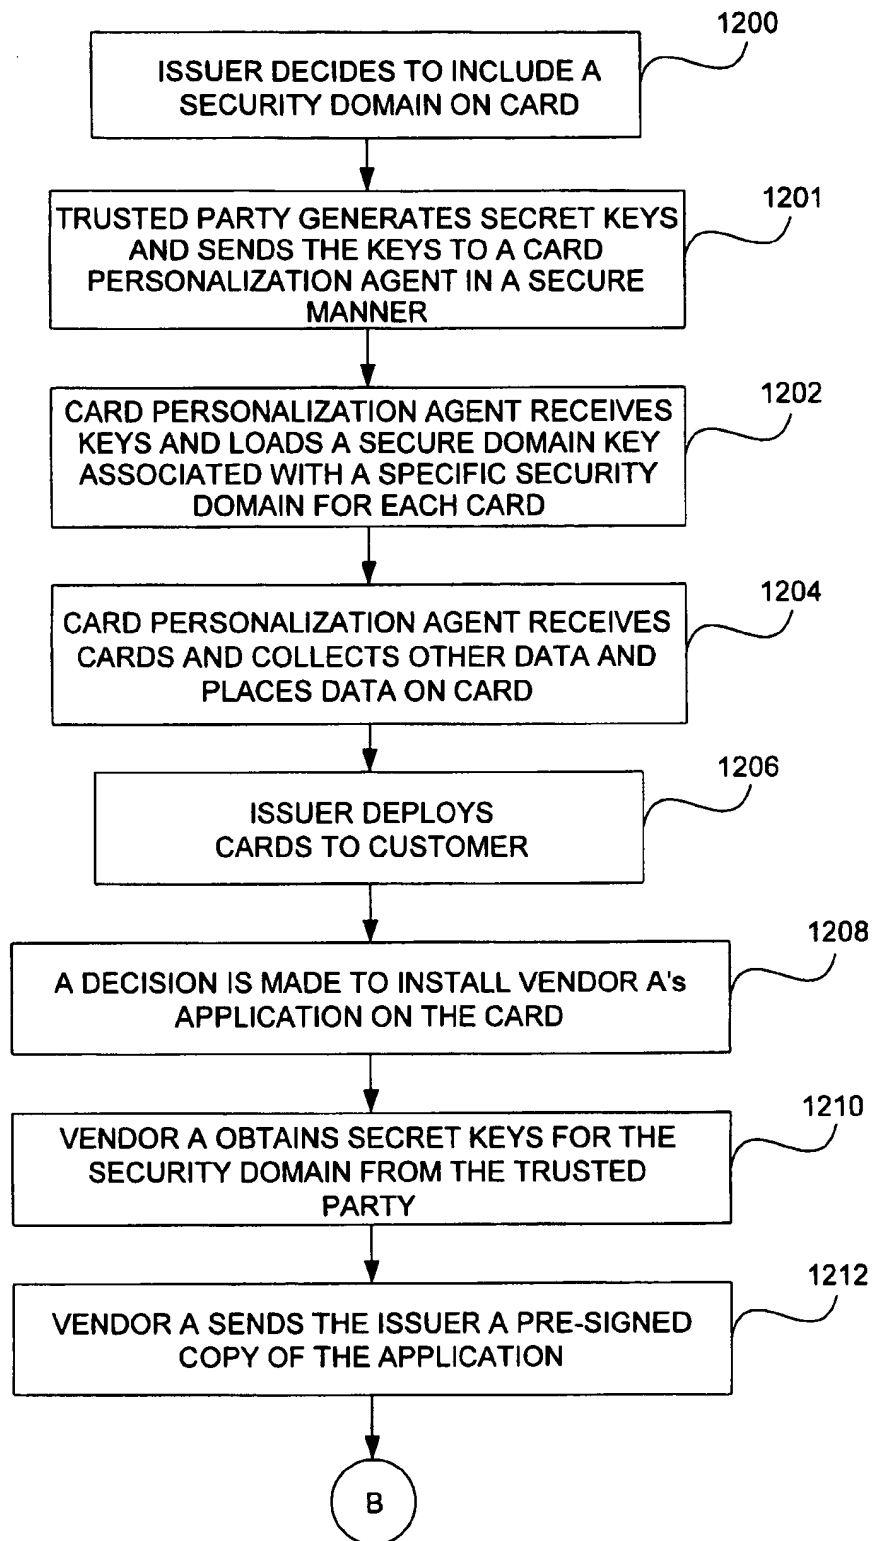 1200
ISSUER DECIDES TO INCLUDE A
SECURITY DOMAIN ON CARD
1201
TRUSTED PARTY GENERATES SECRET KEYS
AND SENDS THE KEYS TO A CARD
PERSONALIZATION AGENT IN A SECURE
MANNER
1202
CARD PERSONALIZATION AGENT RECEIVES
KEYS AND LOADS A SECURE DOMAIN KEY
ASSOCIATED WITH A SPECIFIC SECURITY
DOMAIN FOR EACH CARD
1204
CARD PERSONALIZATION AGENT RECEIVES
CARDS AND COLLECTS OTHER DATA AND
PLACES DATA ON CARD
1206
ISSUER DEPLOYS
CARDS TO CUSTOMER
1208
A DECISION IS MADE TO INSTALL VENDOR A's
APPLICATION ON THE CARD
1210
VENDOR A OBTAINS SECRET KEYS FOR THE
SECURITY DOMAIN FROM THE TRUSTED
PARTY
1212
VENDOR A SENDS THE ISSUER A PRE-SIGNED
COPY OF THE APPLICATION
B